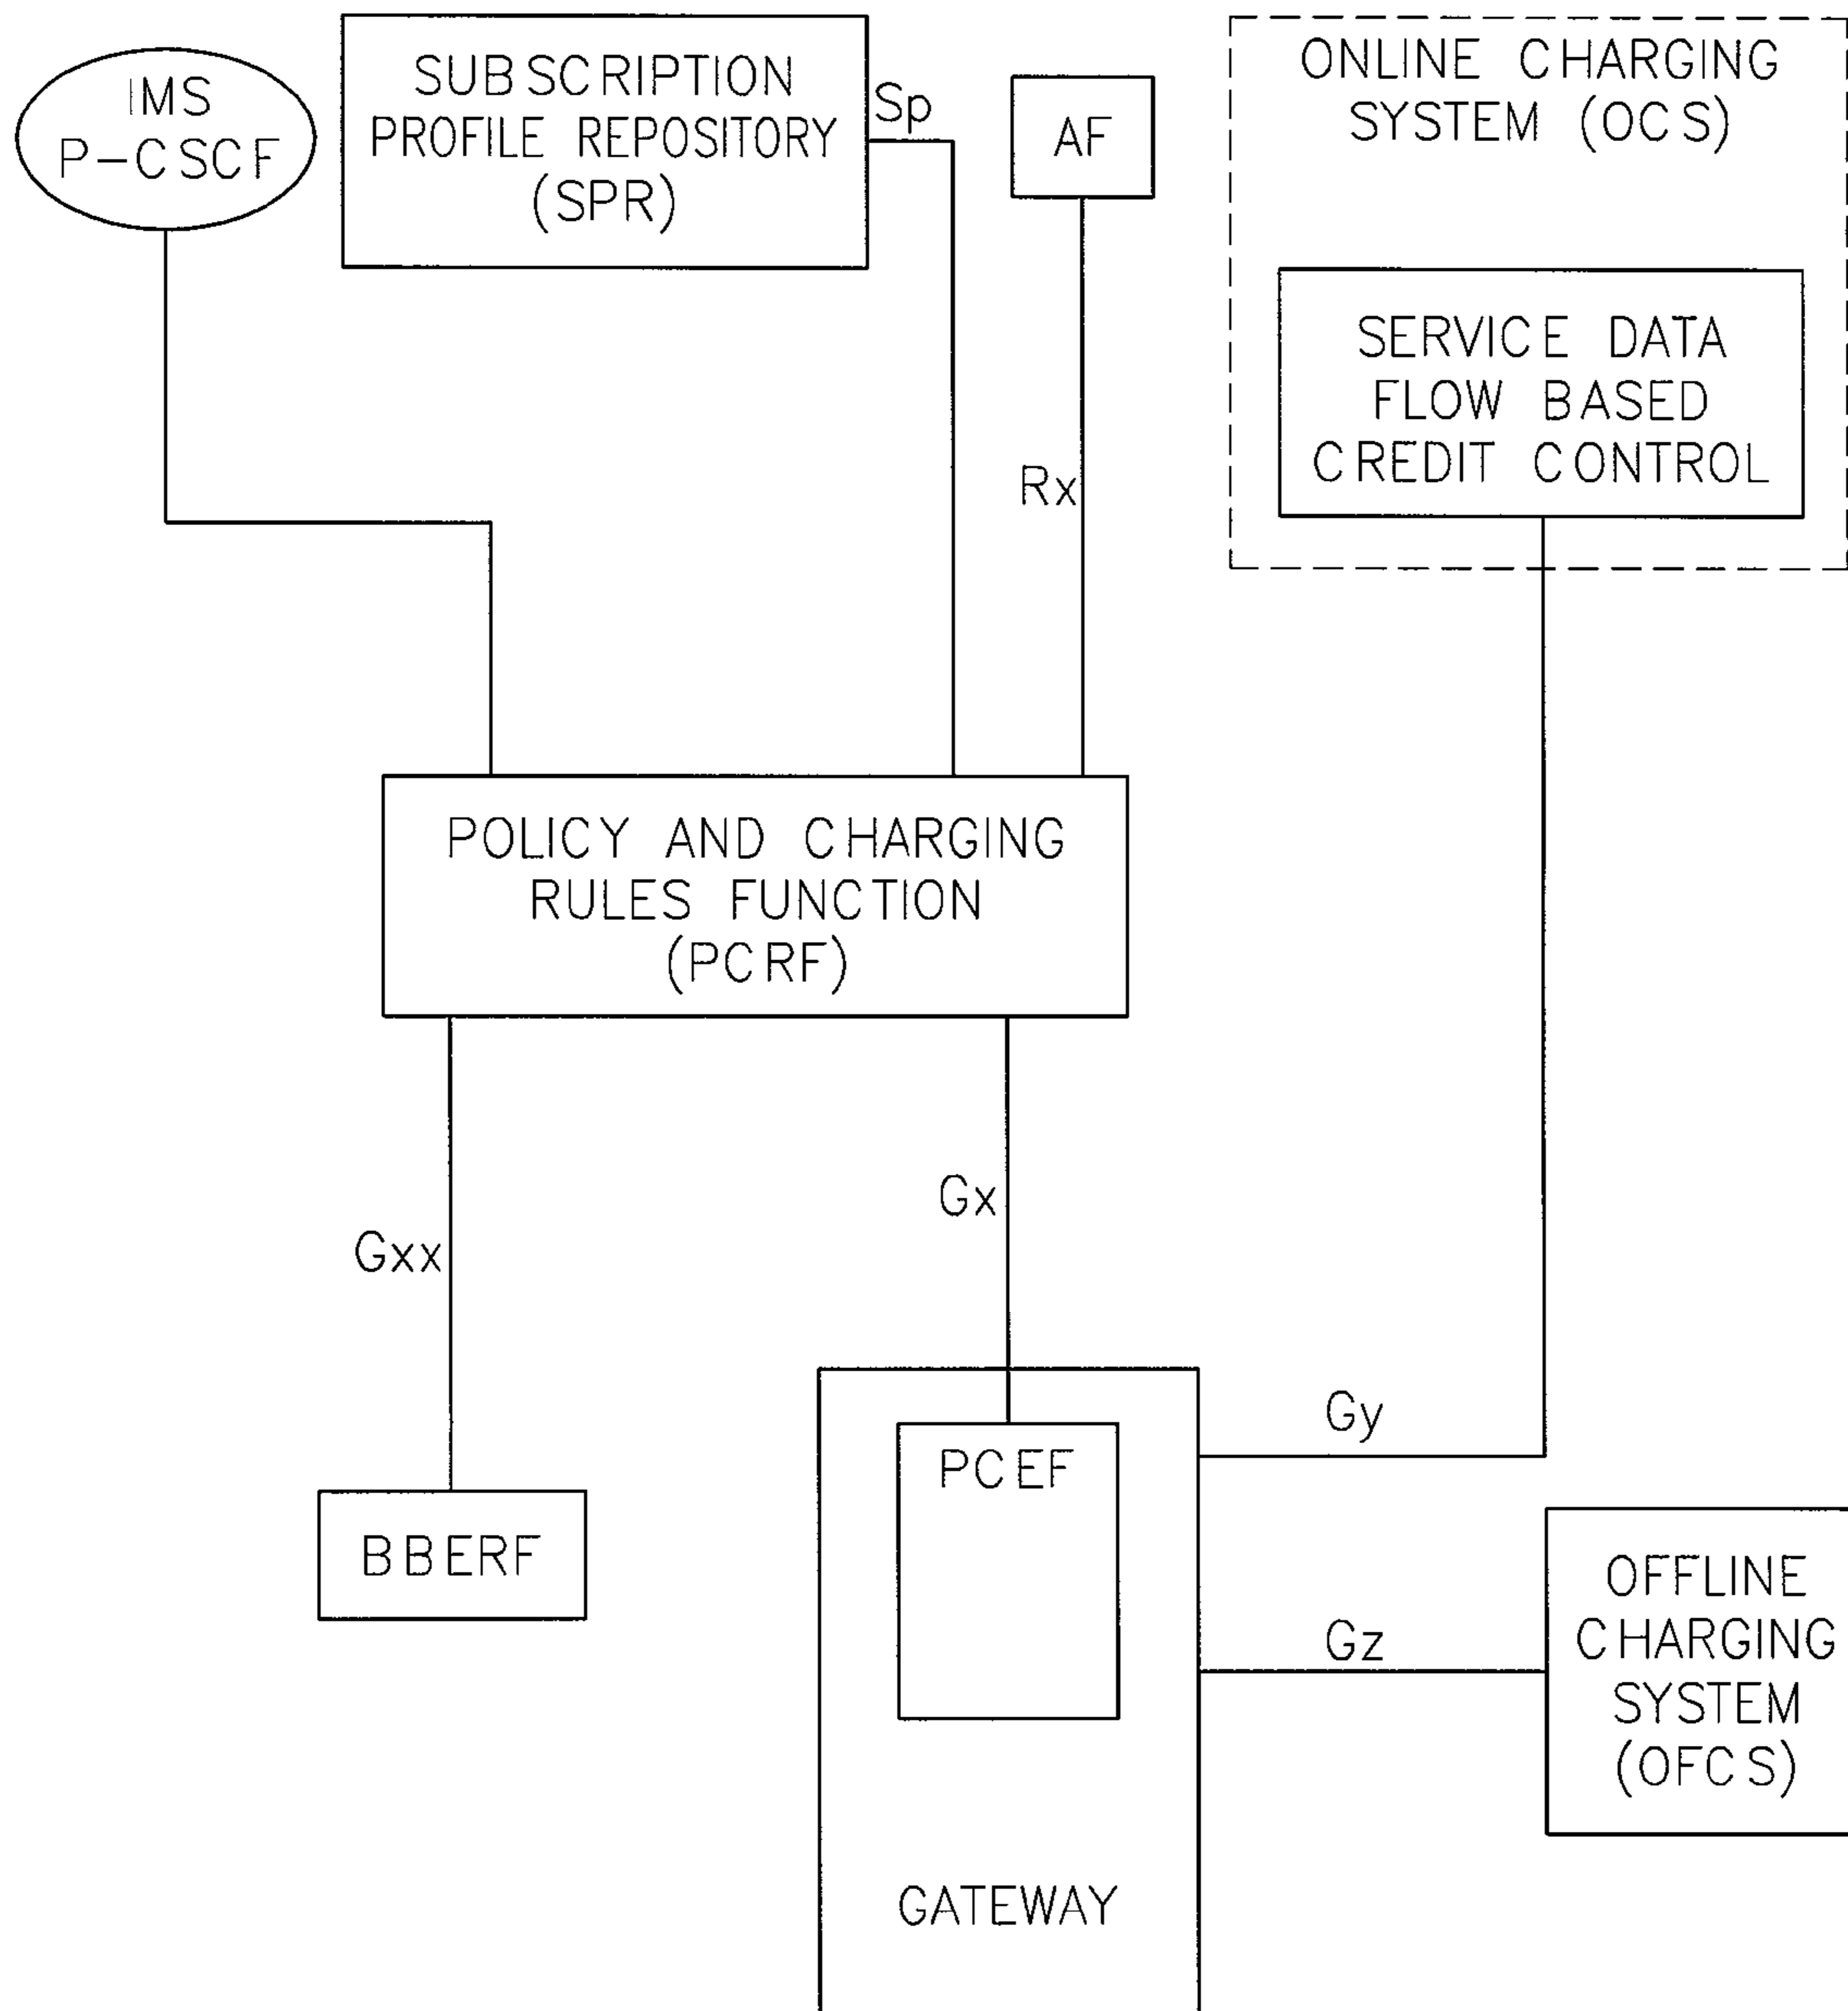 IMS
P-CSCF
SUBSCRIPTION
PROFILE REPOSITORY
(SPR)
Sp
AF
ONLINE CHARGING
SYSTEM (OCS)
SERVICE DATA
FLOW BASED
CREDIT CONTROL
Rx
POLICY AND CHARGING
RULES FUNCTION
(PCRF)
Gxx
Gx
Gy
PCEF
BBERF
Gz
OFFLINE
CHARGING
SYSTEM
(OFCS)
GATEWAY